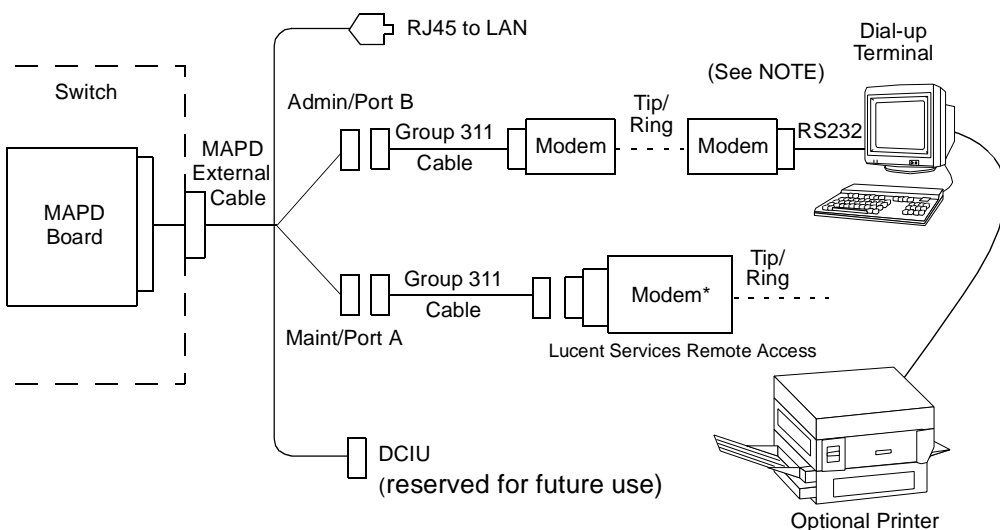 RJ45 to LAN
Dial-up
Terminal
(See NOTE)
Switch
Admin/Port B
Tip/
Ring
Group 311
Cable
Modem
Modem
RS232
MAPD
External
Cable
MAPD
Board
Group 311
Cable
Modem*
Tip/
Ring
Maint/Port A
Lucent Services Remote Access
DCIU
(reserved for future use)
Optional Printer